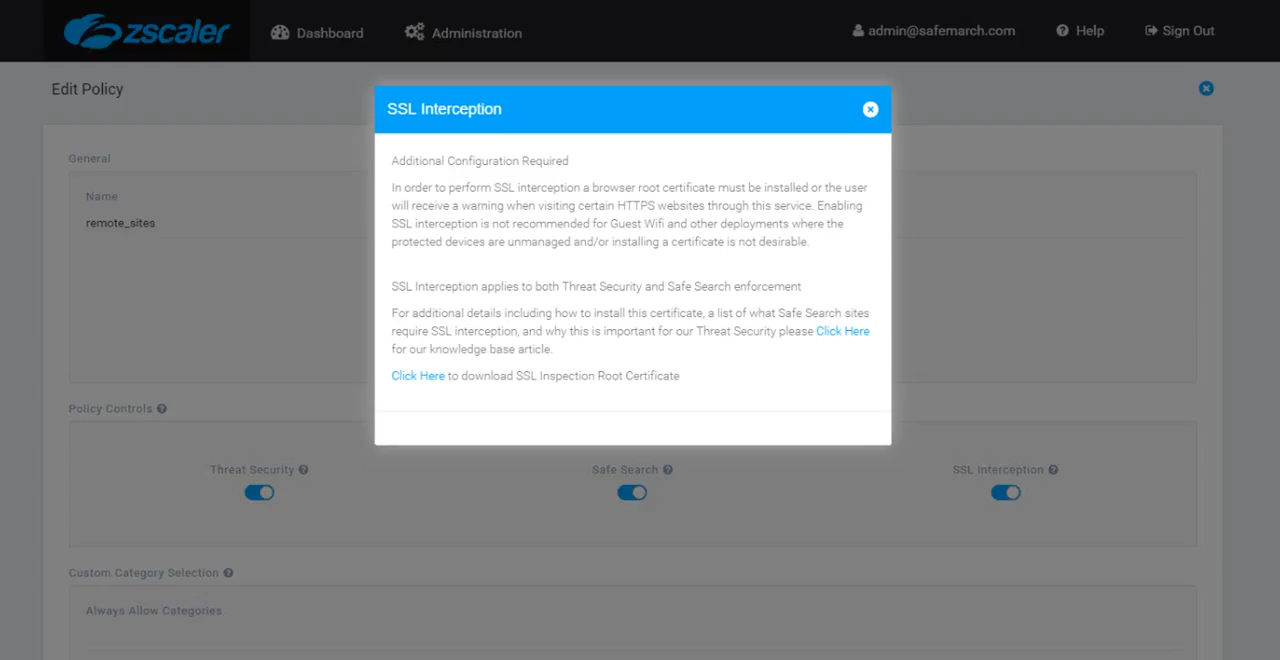 zscaler
Dashboard
Administration
admin@safemarch.com
Help
Sign Out
Edit Policy
SSL Interception
Additional Configuration Required
In order to perform SSL interception a browser root certificate must be installed or the user
will receive a warning when visiting certain HTTPS websites through this service. Enabling
SSL interception is not recommended for Guest Wifi and other deployments where the
protected devices are unmanaged and/or installing a certificate is not desirable.
SSL Interception applies to both Threat Security and Safe Search enforcement
For additional details including how to install this certificate, a list of what Safe Search sites
require SSL interception, and why this is important for our Threat Security please Click Here
for our knowledge base article.
Click Here to download SSL Inspection Root Certificate
General
Name
remote_sites
Policy Controls
Threat Security
Safe Search
SSL Interception
Custom Category Selection
Always Allow Categories